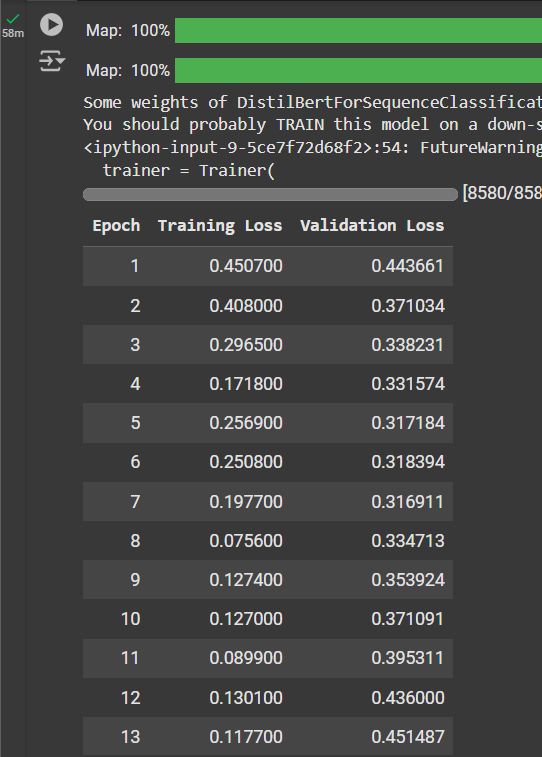 58m
Map: 100%
Map: 100%
Some weights of DistilBertForSequenceClassificat
You should probably TRAIN this model on a down-s
<ipython-input-9-5ce7f72d68f2>:54: FutureWarning
trainer = Trainer(
[8580/858
Epoch Training Loss Validation Loss
1 0.450700 0.443661
2 0.408000 0.371034
3 0.296500 0.338231
4 0.171800 0.331574
5 0.256900 0.317184
6 0.250800 0.318394
7 0.197700 0.316911
8 0.075600 0.334713
9 0.127400 0.353924
10 0.127000 0.371091
11 0.089900 0.395311
12 0.130100 0.436000
13 0.117700 0.451487